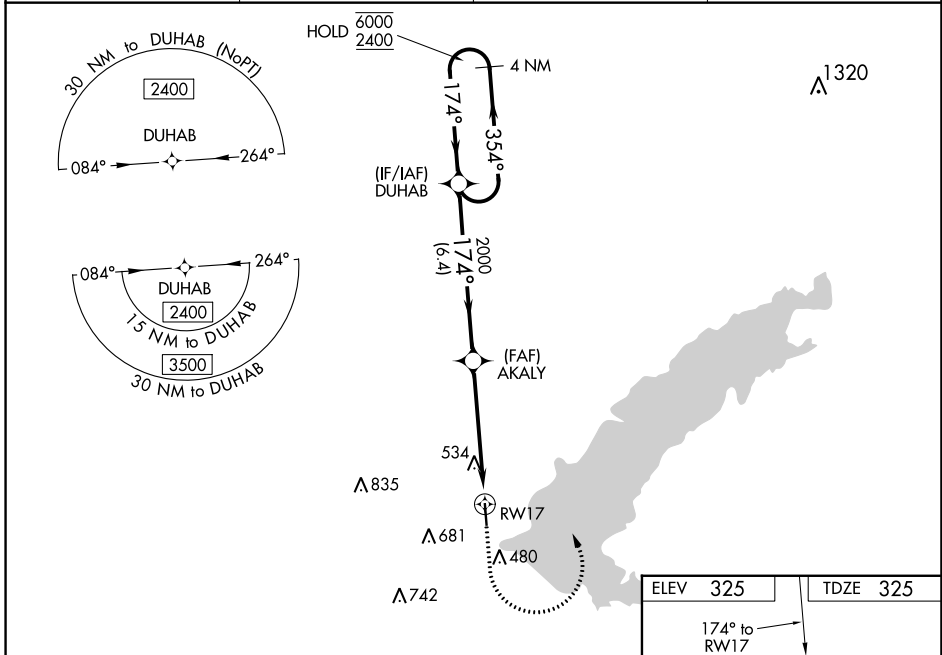 30 NM to DUHAB (NoPT)
2400
DUHAB
084°
264°
084°
264°
DUHAB
2400
15 NM to DUHAB
3500
30 NM to DUHAB
HOLD 6000
2400
4 NM
174°
354°
(IF/IAF)
DUHAB
2000
174°
(6.4)
(FAF)
AKALY
1320
534
835
RW17
681
480
742
ELEV 325
TDZE 325
174° to
RW17